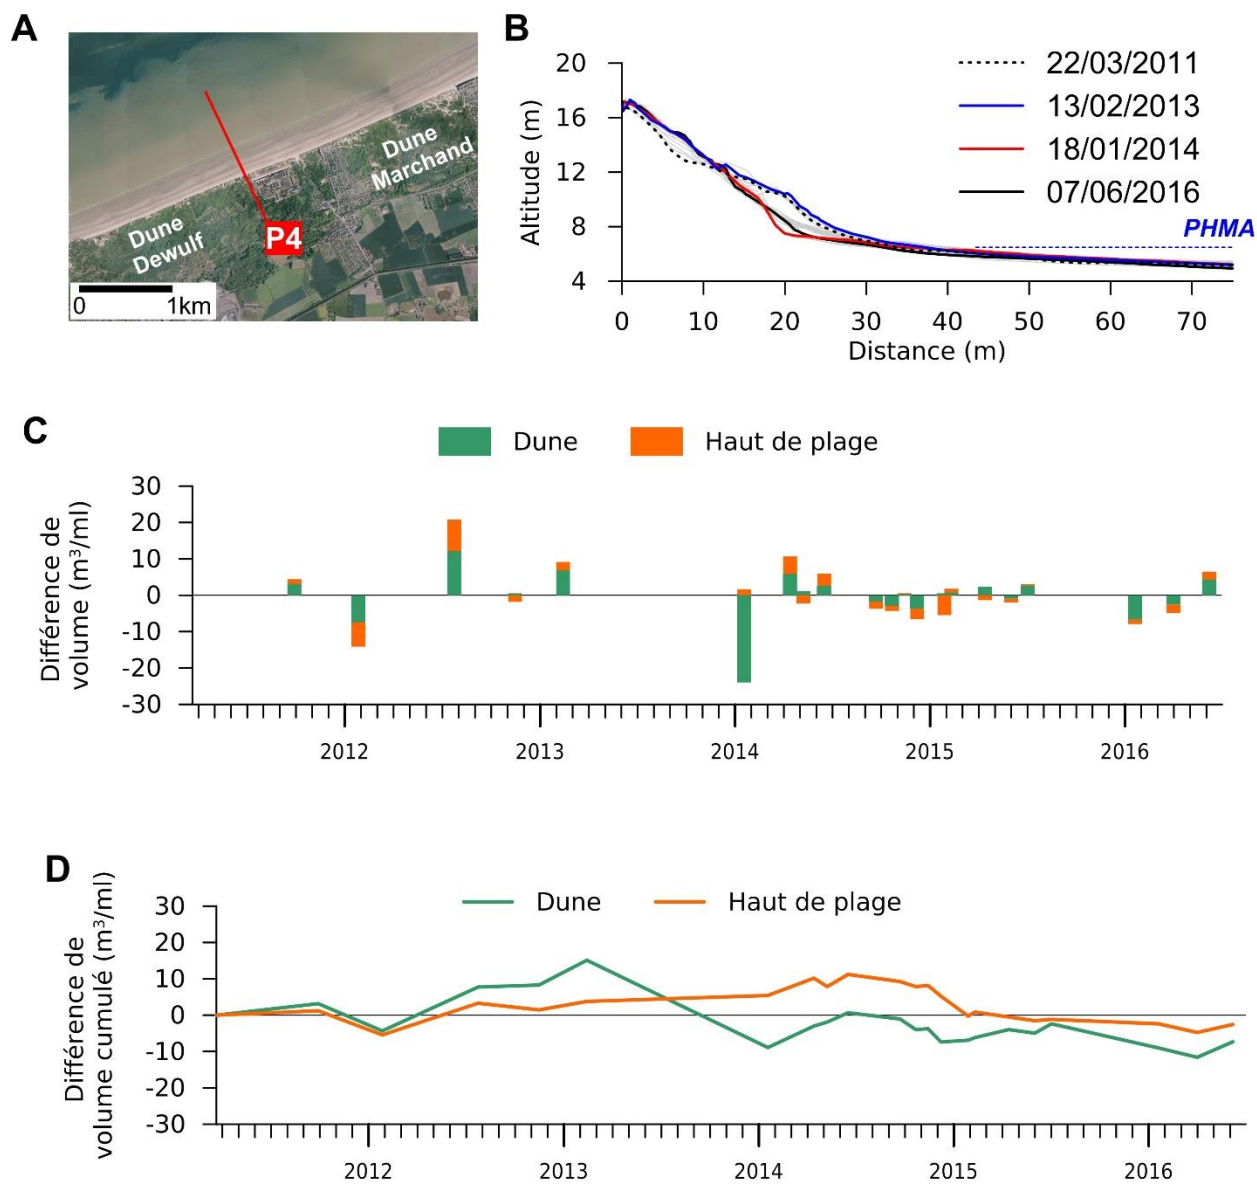 A
Dune
Marchand
Dune
Dewulf
P4
0 1km
B
20
16
12
8
4
Altitude (m)
22/03/2011
13/02/2013
18/01/2014
07/06/2016
PHMA
0 10 20 30 40 50 60 70
Distance (m)
C
Dune Haut de plage
30
20
10
0
-10
-20
-30
Différence de
volume (m³/ml)
2012 2013 2014 2015 2016
D
Dune Haut de plage
30
20
10
0
-10
-20
-30
Différence de
volume cumulé (m³/ml)
2012 2013 2014 2015 2016